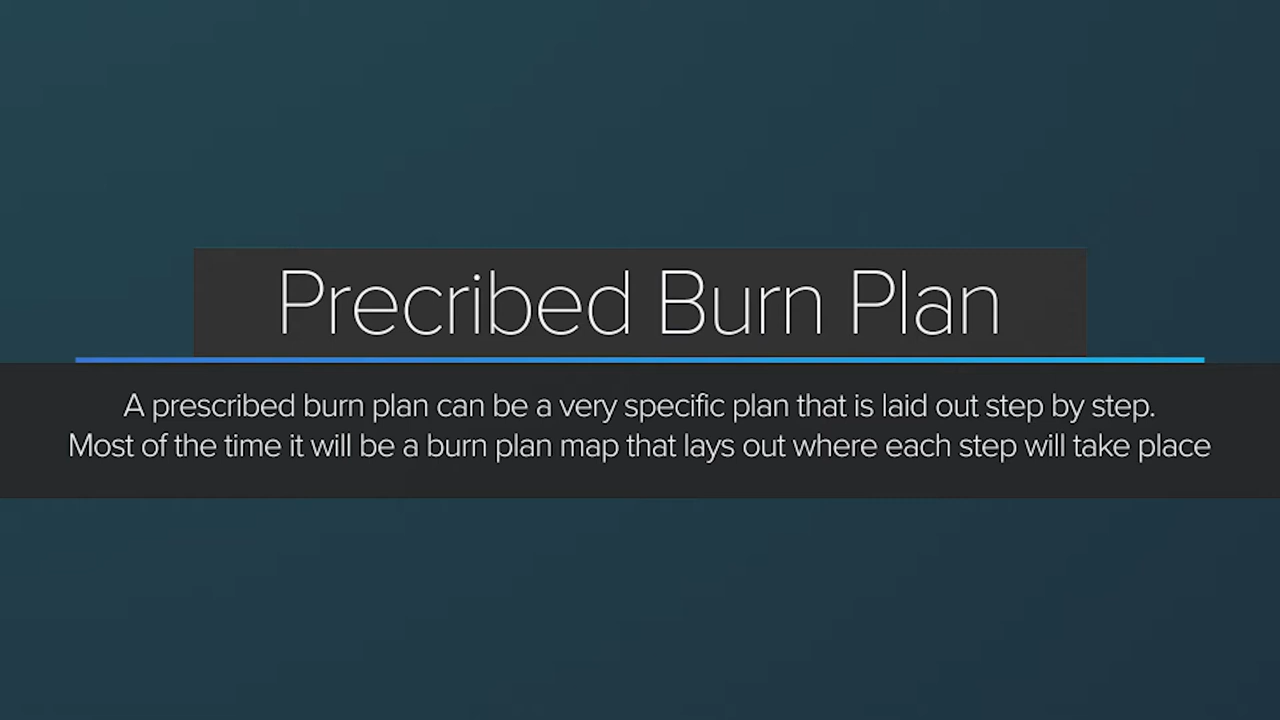 Precribed Burn Plan
A prescribed burn plan can be a very specific plan that is laid out step by step.
Most of the time it will be a burn plan map that lays out where each step will take place